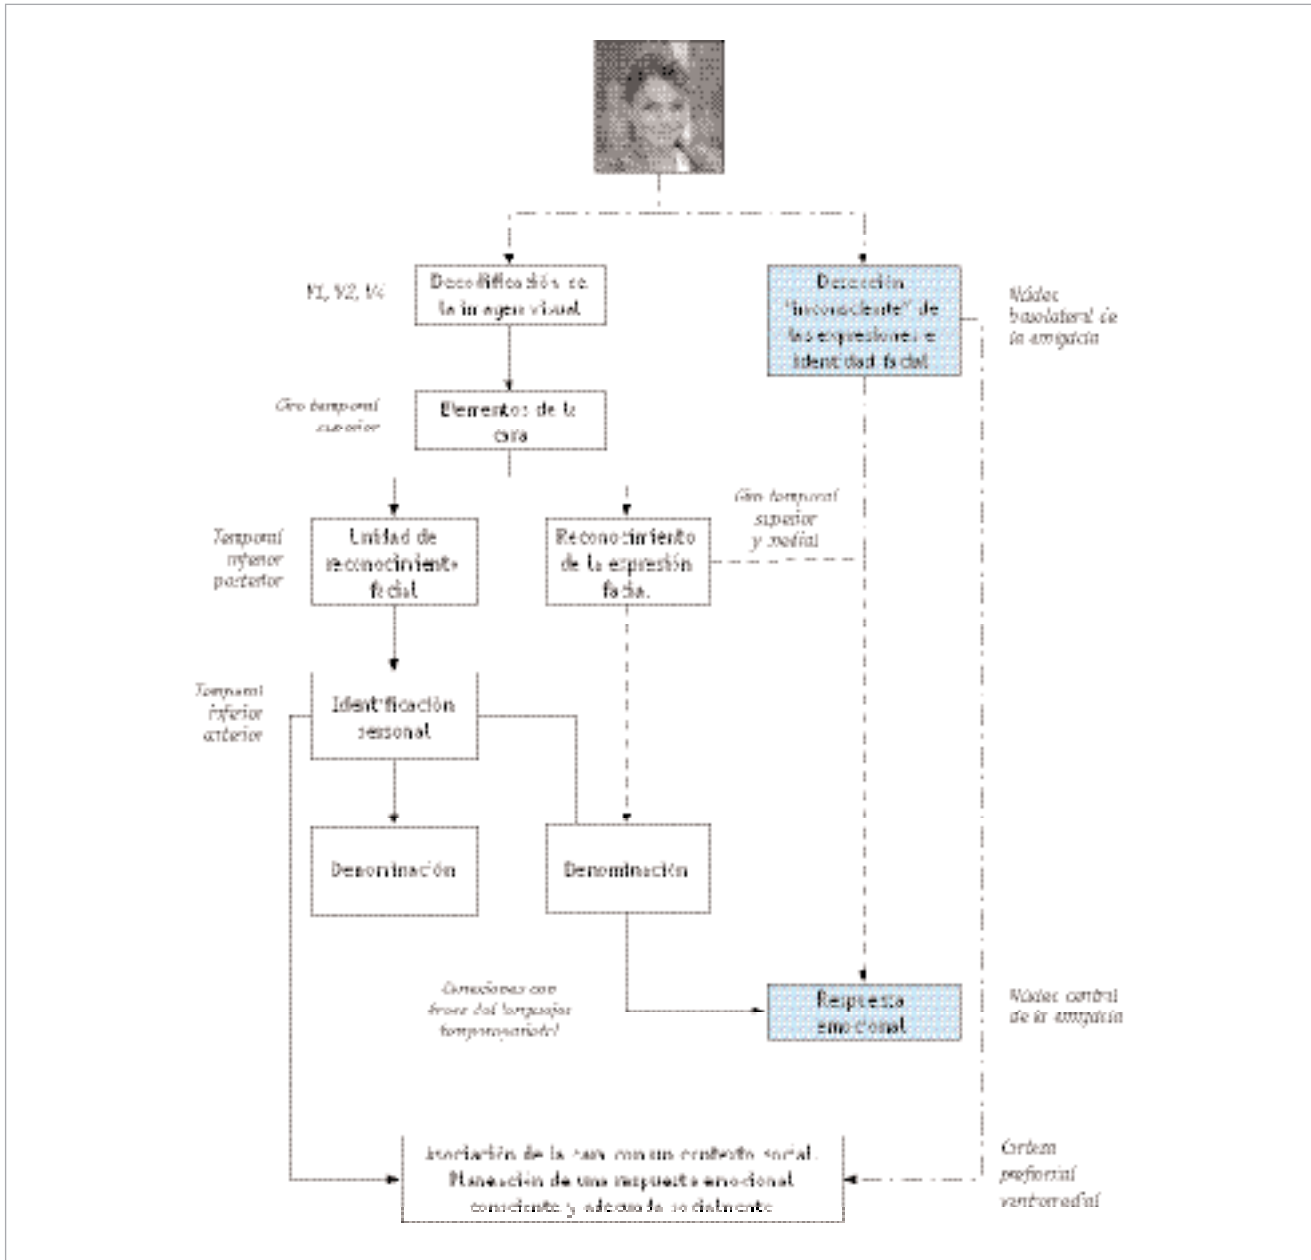 V1, V2, V4
Decodificación de
la imagen visual
Detección
"inconsciente" de
las expresiones e
identidad facial
Núcleo
basolateral de
la amígdala
Giro temporal
superior
Elementos de la
cara
Giro temporal
superior
y medial
Temporal
inferior
posterior
Unidad de
reconocimiento
facial
Reconocimiento
de la expresión
facial
Temporal
inferior
anterior
Identificación
personal
Denominación
Denominación
Conexiones con
áreas del lenguaje
Respuesta
emocional
Núcleo central
de la amígdala
Asociación de la cara con un contexto social.
Planeación de una respuesta emocional
consciente y adecuada socialmente
Corteza
prefrontal
ventromedial